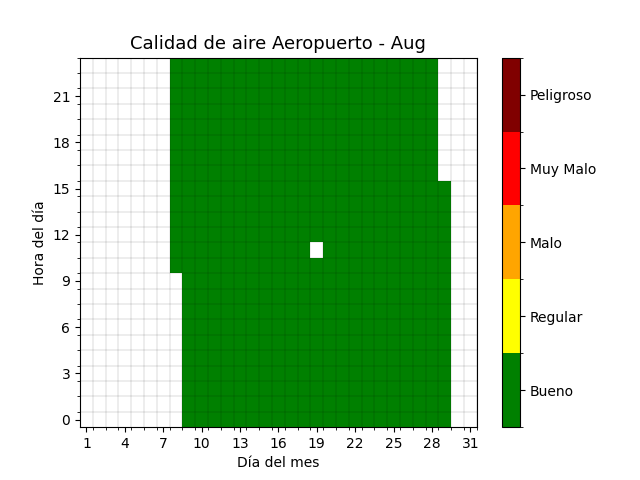 Calidad de aire Aeropuerto - Aug
Hora del día
21
18
15
12
9
6
3
0
1 4 7 10 13 16 19 22 25 28 31
Día del mes
Peligroso
Muy Malo
Malo
Regular
Bueno